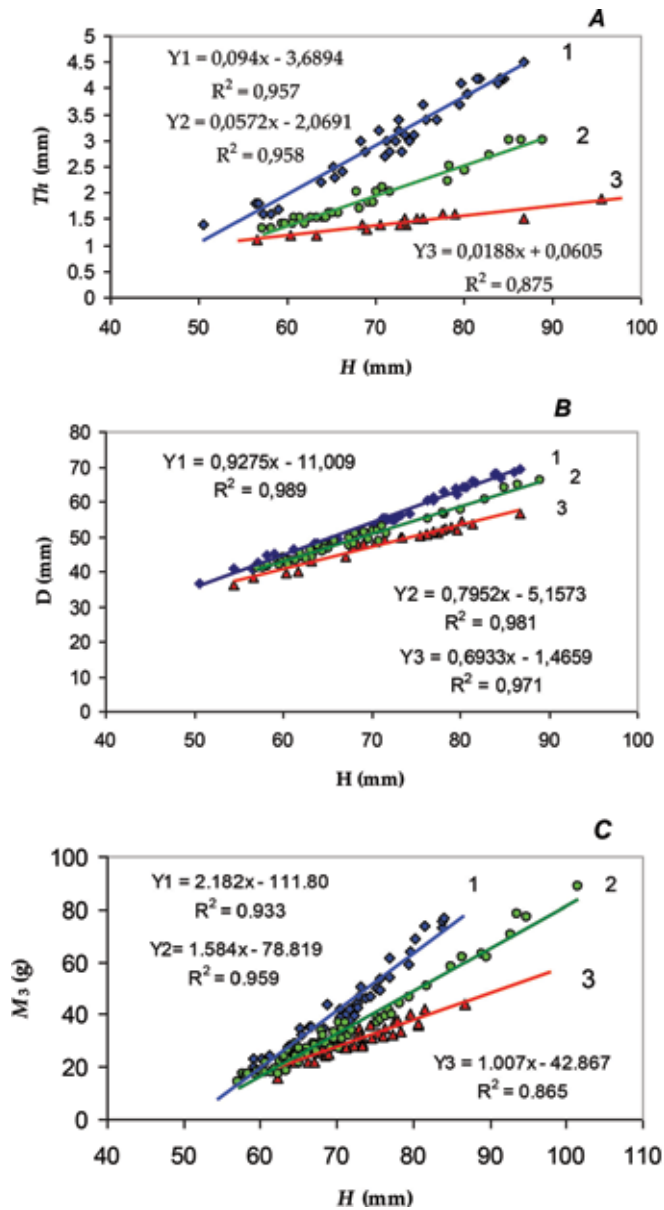 A
5
4.5
4
3.5
3
2.5
2
1.5
1
0.5
0
Th (mm)
Y1 = 0,094x - 3,6894
R² = 0,957
Y2 = 0,0572x - 2,0691
R² = 0,958
1
2
3
Y3 = 0,0188x + 0,0605
R² = 0,875
40 50 60 70 80 90 100
H (mm)
B
80
70
60
50
40
30
20
10
0
D (mm)
Y1 = 0,9275x - 11,009
R² = 0,989
1
2
3
Y2 = 0,7952x - 5,1573
R² = 0,981
Y3 = 0,6933x - 1,4659
R² = 0,971
40 50 60 70 80 90 100
H (mm)
C
100
80
60
40
20
0
M₃ (g)
Y1 = 2.182x - 111.80
R² = 0.933
Y2= 1.584x - 78.819
R² = 0.959
1
2
3
Y3 = 1.007x - 42.867
R² = 0.865
40 50 60 70 80 90 100 110
H (mm)